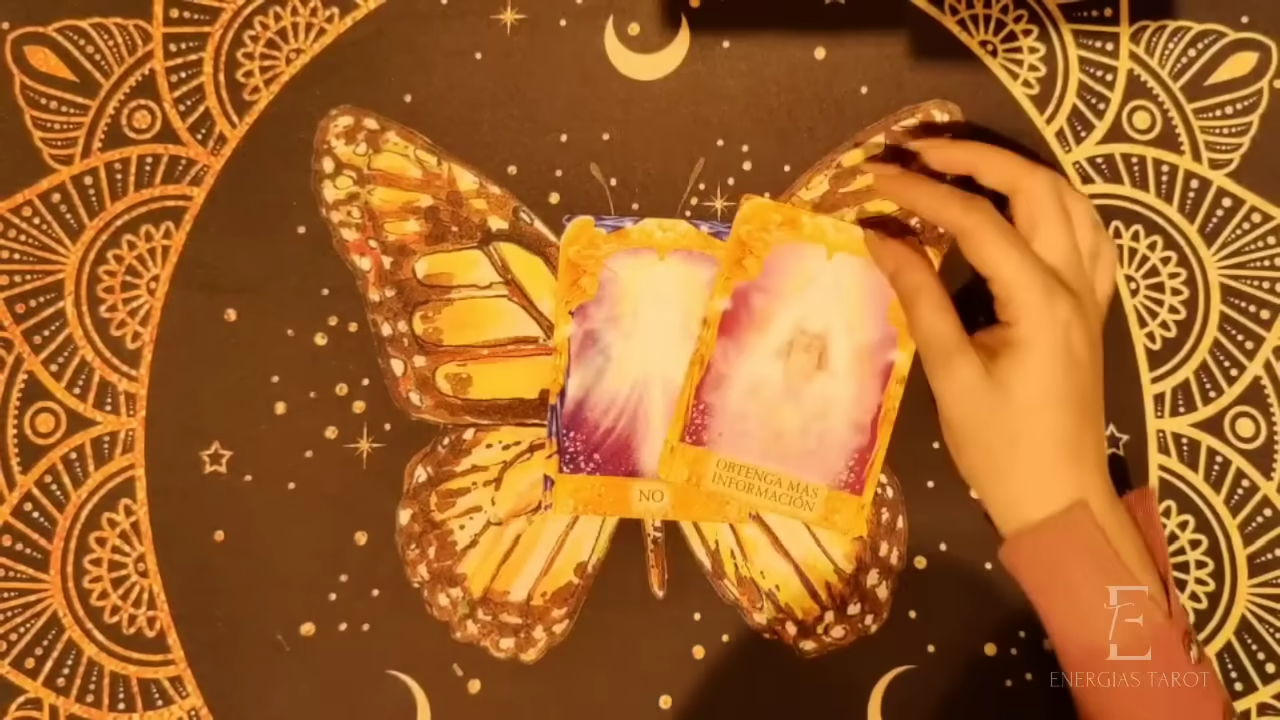 NO
OBTENGA MÁS
INFORMACIÓN
E
ENERGIAS TAROT